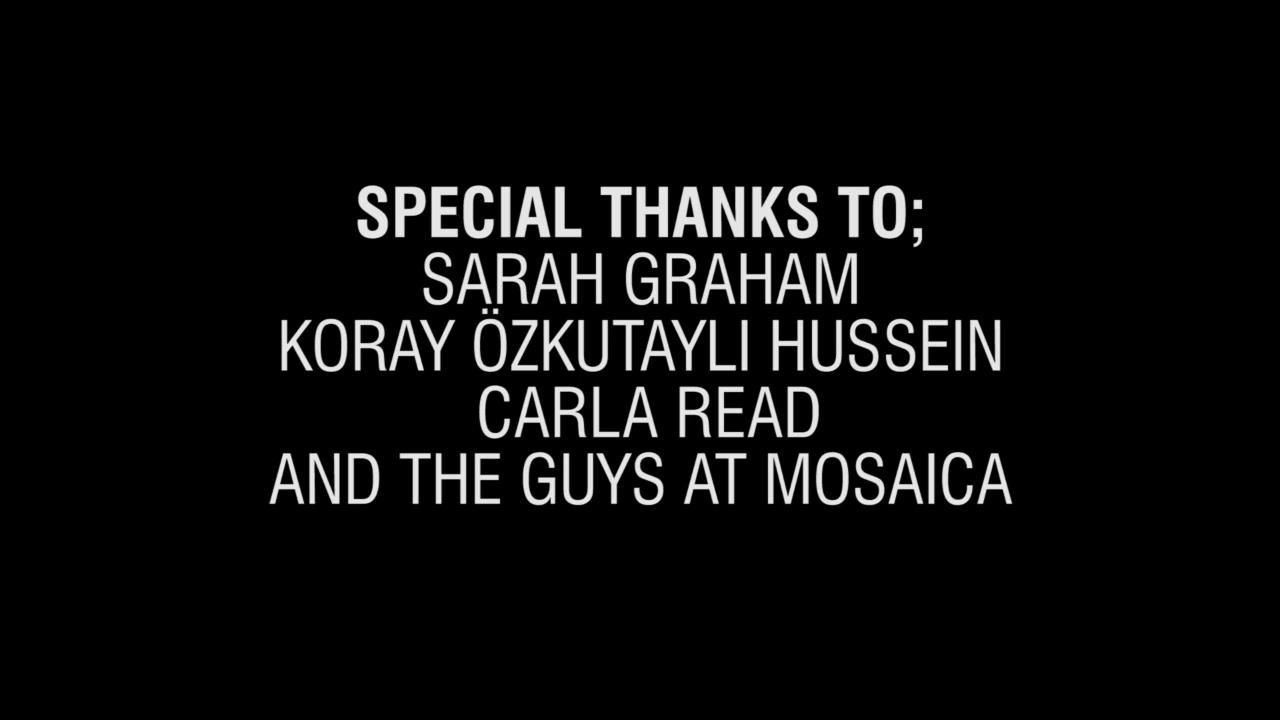 SPECIAL THANKS TO;
SARAH GRAHAM
KORAY ÖZKUTAYLI HUSSEIN
CARLA READ
AND THE GUYS AT MOSAICA